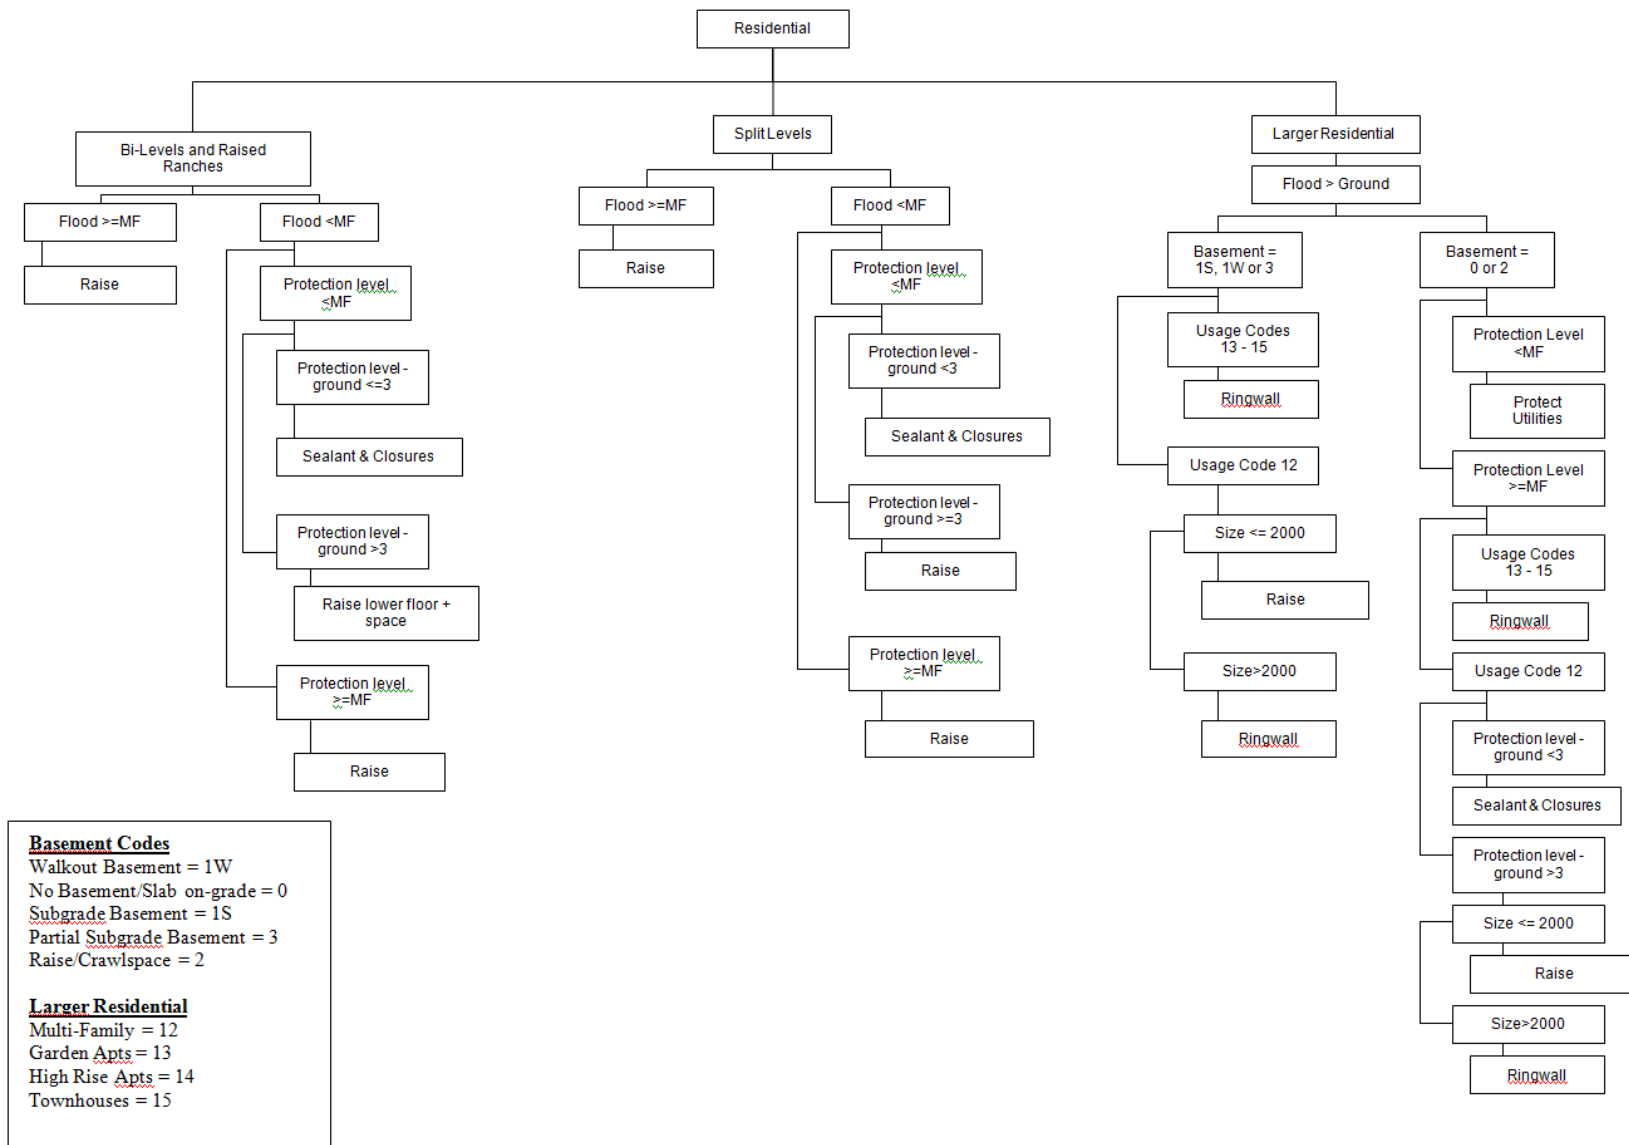 Residential
Bi-Levels and Raised
Ranches
Flood >=MF
Raise
Flood <MF
Protection level
<MF
Protection level -
ground <=3
Sealant & Closures
Protection level -
ground >3
Raise lower floor +
space
Protection level
>=MF
Raise
Split Levels
Flood >=MF
Raise
Flood <MF
Protection level
<MF
Protection level -
ground <3
Sealant & Closures
Protection level -
ground >=3
Raise
Protection level
>=MF
Raise
Larger Residential
Flood > Ground
Basement =
1S, 1W or 3
Usage Codes
13 - 15
Ringwall
Usage Code 12
Size <= 2000
Raise
Size>2000
Ringwall
Basement =
0 or 2
Protection Level
<MF
Protect
Utilities
Protection Level
>=MF
Usage Codes
13 - 15
Ringwall
Usage Code 12
Protection level -
ground <3
Sealant & Closures
Protection level -
ground >3
Size <= 2000
Raise
Size>2000
Ringwall
Basement Codes
Walkout Basement = 1W
No Basement/Slab on-grade = 0
Subgrade Basement = 1S
Partial Subgrade Basement = 3
Raise/Crawlspace = 2
Larger Residential
Multi-Family = 12
Garden Apts = 13
High Rise Apts = 14
Townhouses = 15